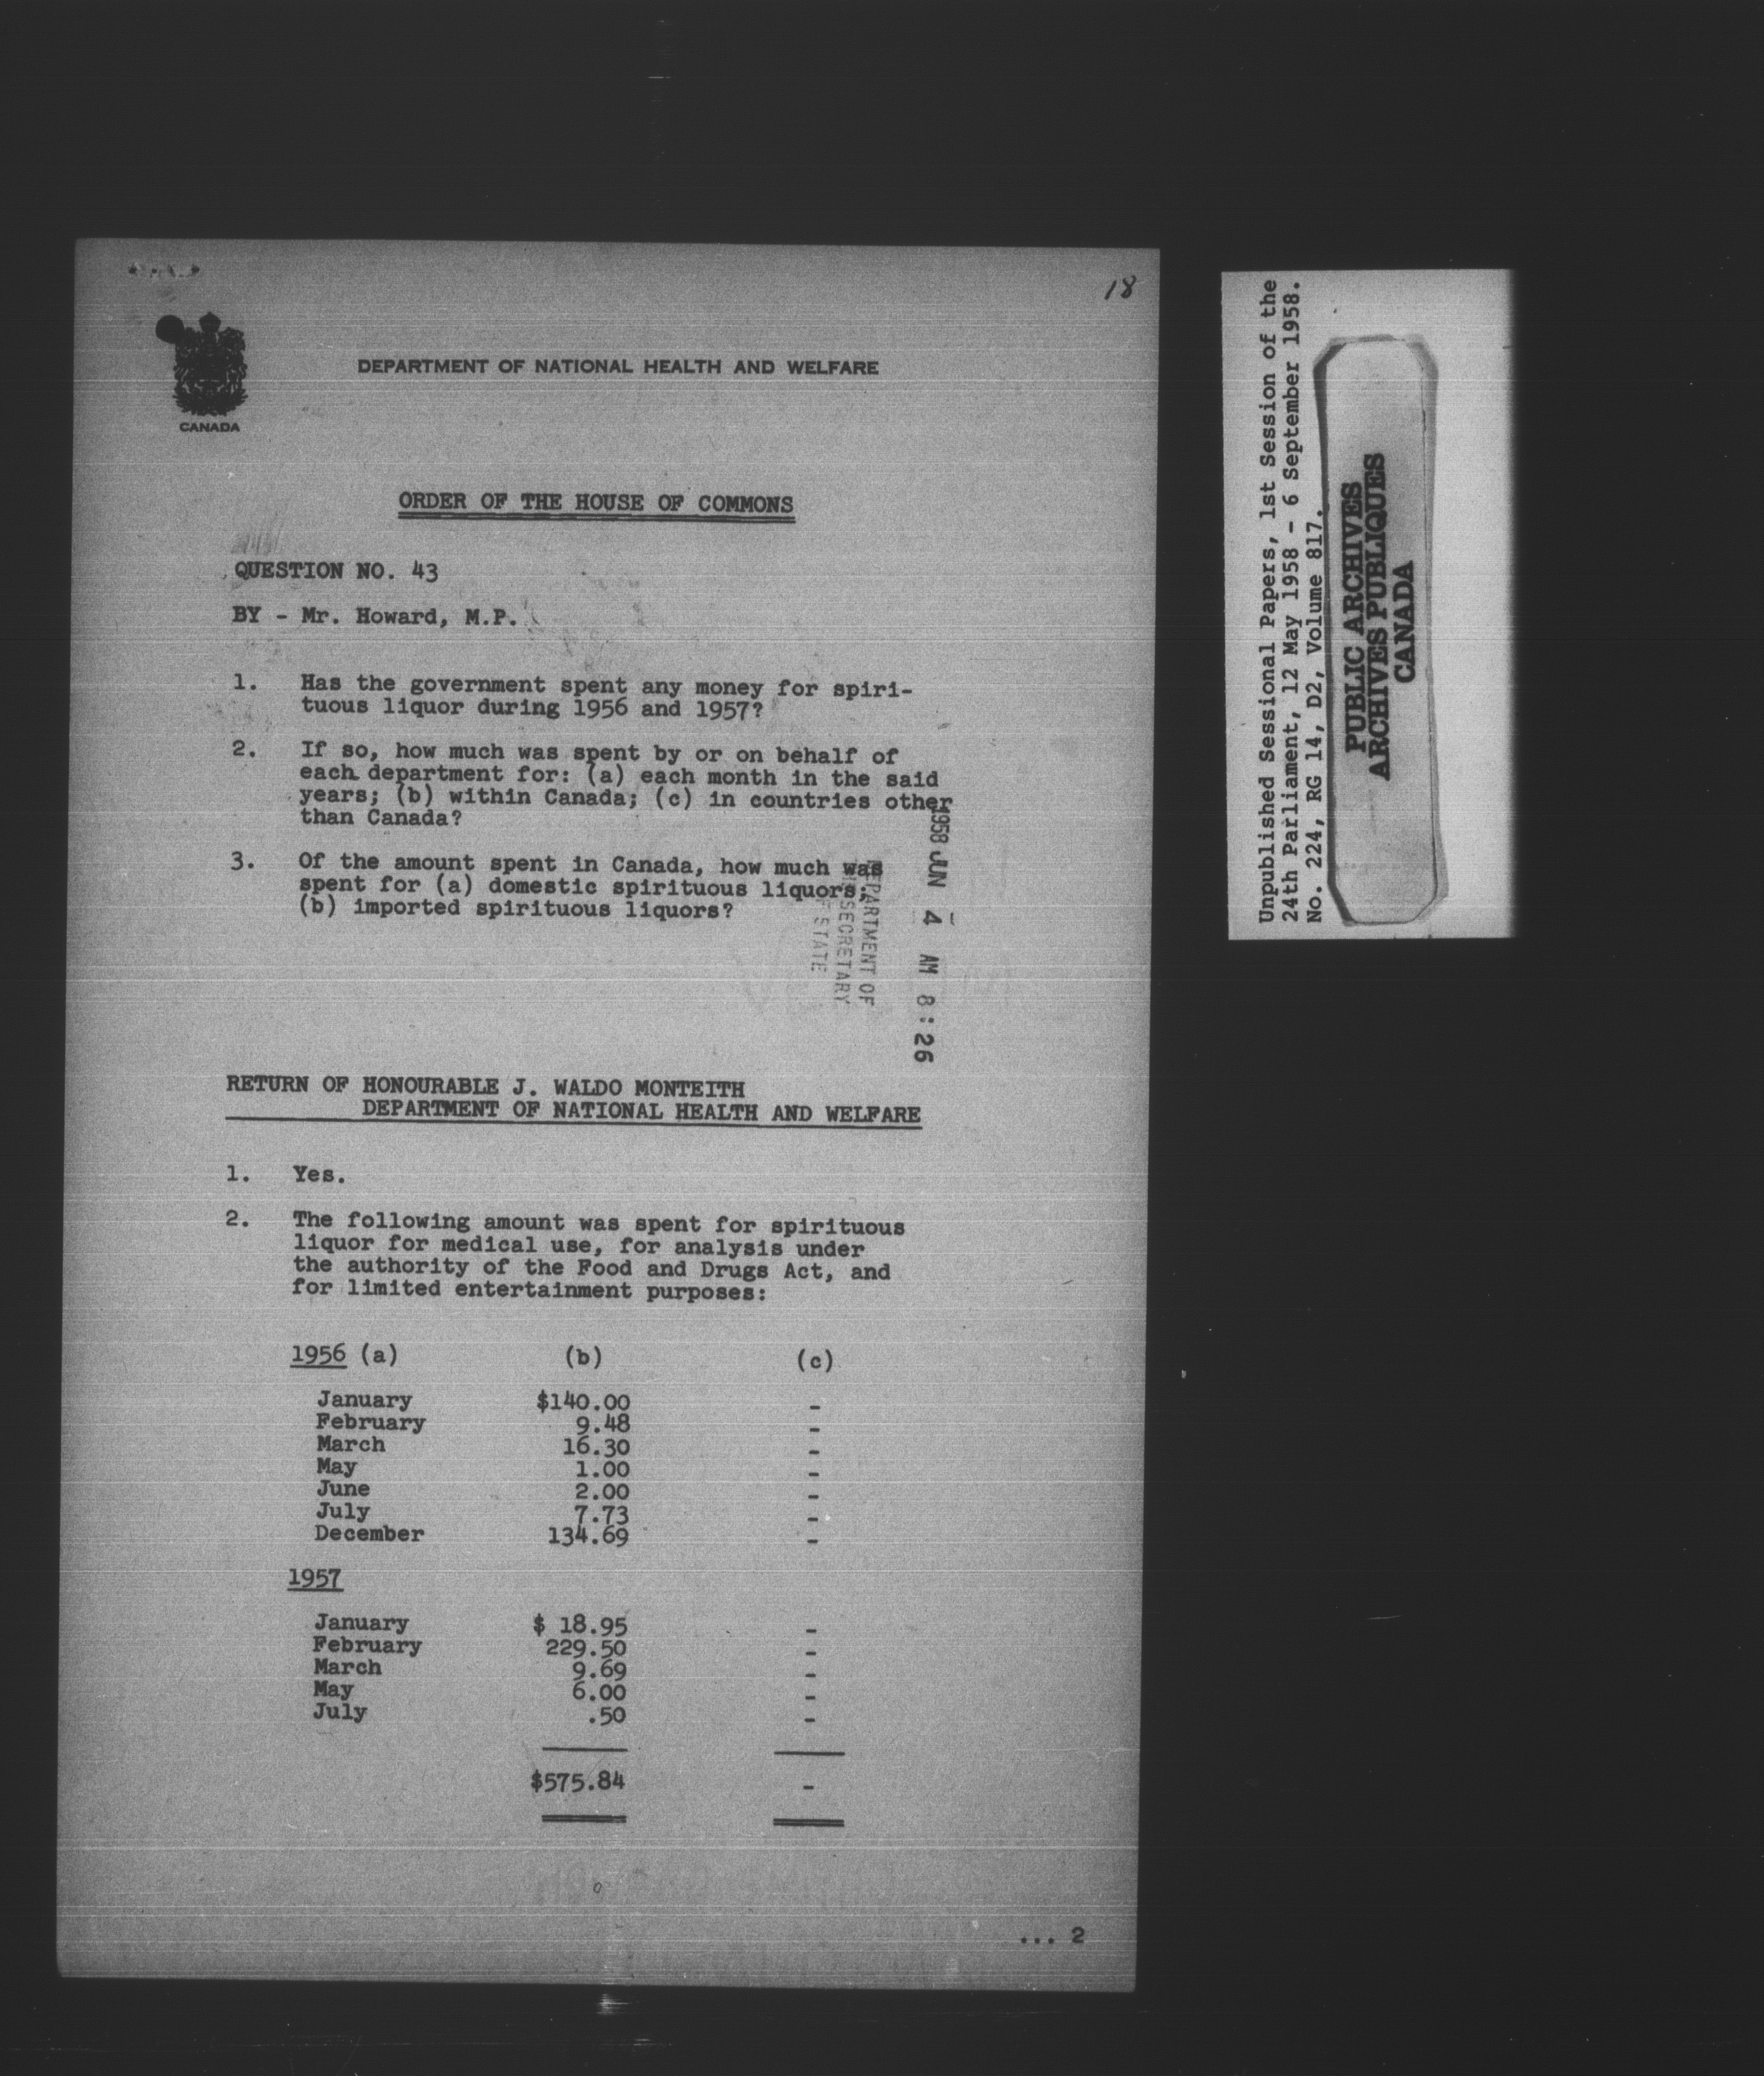 18
DEPARTMENT OF NATIONAL HEALTH AND WELFARE
CANADA
ORDER OF THE HOUSE OF COMMONS
QUESTION NO. 43
BY - Mr. Howard, M.P.
1. Has the government spent any money for spiri-
tuous liquor during 1956 and 1957?
2. If so, how much was spent by or on behalf of
each department for: (a) each month in the said
years; (b) within Canada; (c) in countries other
than Canada?
3. Of the amount spent in Canada, how much was
spent for (a) domestic spirituous liquors;
(b) imported spirituous liquors?
1958 JUN 4 AM 8:26
DEPARTMENT OF
SECRETARY
OF STATE
RETURN OF HONOURABLE J. WALDO MONTEITH
DEPARTMENT OF NATIONAL HEALTH AND WELFARE
1. Yes.
2. The following amount was spent for spirituous
liquor for medical use, for analysis under
the authority of the Food and Drugs Act, and
for limited entertainment purposes:
1956 (a) (b) (c)
January $140.00 -
February 9.48 -
March 16.30 -
May 1.00 -
June 2.00 -
July 7.73 -
December 134.69 -
1957
January $ 18.95 -
February 229.50 -
March 9.69 -
May 6.00 -
July .50 -
$575.84 -
... 2
Unpublished Sessional Papers, 1st Session of the
24th Parliament, 12 May 1958 - 6 September 1958.
No. 224, RG 14, D2, Volume 817.
PUBLIC ARCHIVES
ARCHIVES PUBLIQUES
CANADA